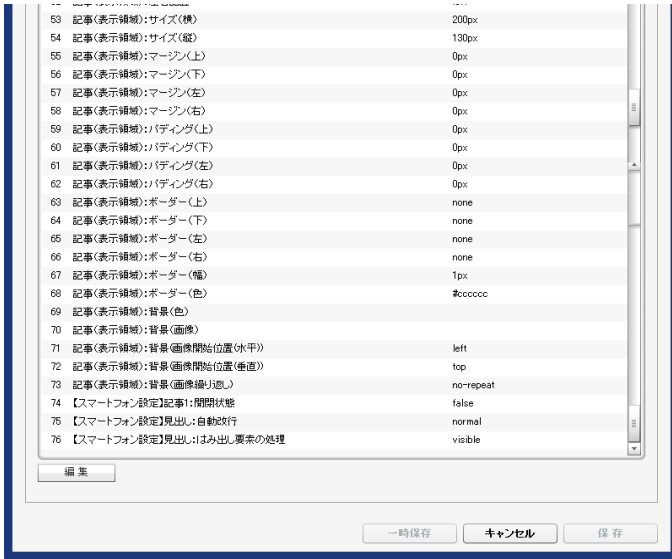 53 記事(表示領域):サイズ(横) 200px
54 記事(表示領域):サイズ(縦) 130px
55 記事(表示領域):マージン(上) 0px
56 記事(表示領域):マージン(下) 0px
57 記事(表示領域):マージン(左) 0px
58 記事(表示領域):マージン(右) 0px
59 記事(表示領域):パディング(上) 0px
60 記事(表示領域):パディング(下) 0px
61 記事(表示領域):パディング(左) 0px
62 記事(表示領域):パディング(右) 0px
63 記事(表示領域):ボーダー(上) none
64 記事(表示領域):ボーダー(下) none
65 記事(表示領域):ボーダー(左) none
66 記事(表示領域):ボーダー(右) none
67 記事(表示領域):ボーダー(幅) 1px
68 記事(表示領域):ボーダー(色) #cccccc
69 記事(表示領域):背景(色)
70 記事(表示領域):背景(画像)
71 記事(表示領域):背景(画像開始位置(水平)) left
72 記事(表示領域):背景(画像開始位置(垂直)) top
73 記事(表示領域):背景(画像繰り返し) no-repeat
74 【スマートフォン設定】記事1:開閉状態 false
75 【スマートフォン設定】見出し:自動改行 normal
76 【スマートフォン設定】見出し:はみ出し要素の処理 visible
編集
一時保存 キャンセル 保存